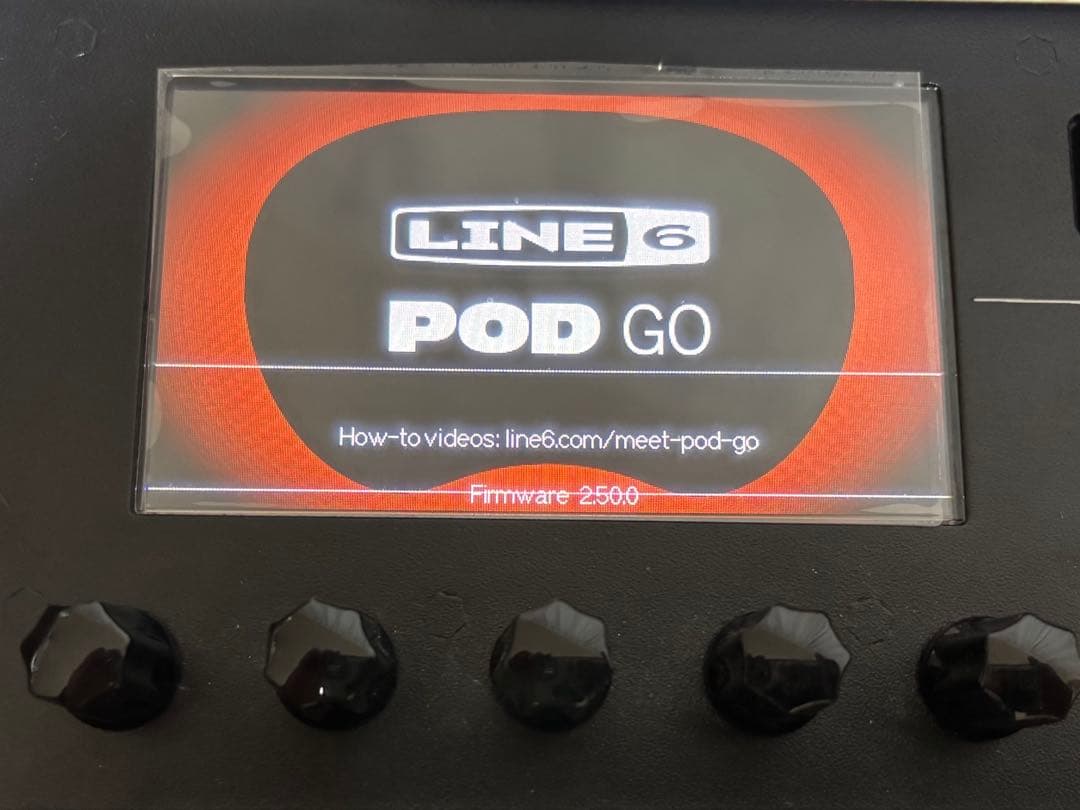 LINE 6
POD GO
How-to videos: line6.com/meet-pod-go
Firmware 2.50.0